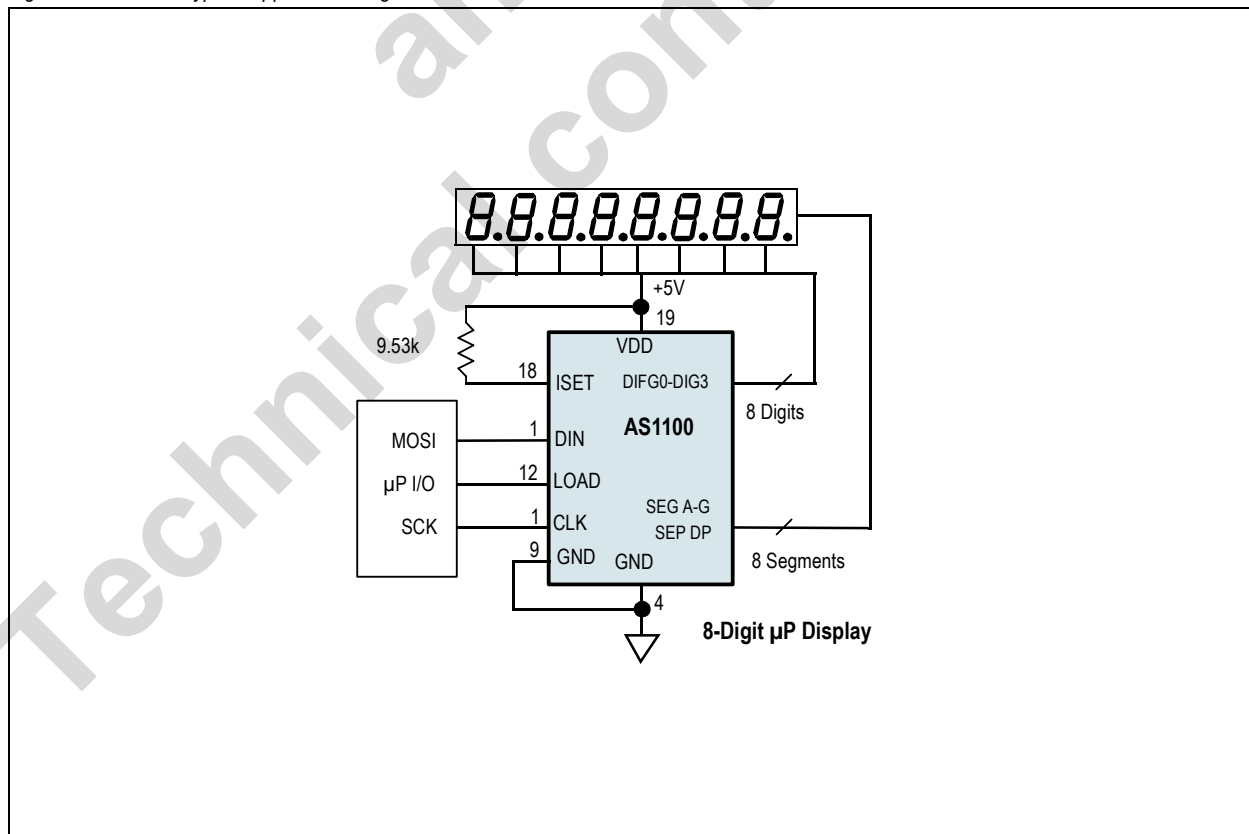 8.8.8.8.8.8.8.8.
+5V
19
9.53k
VDD
18
ISET
DIFG0-DIG3
8 Digits
AS1100
MOSI
1
DIN
µP I/O
12
LOAD
SEG A-G
SCK
1
CLK
SEP DP
9
GND
GND
8 Segments
4
8-Digit µP Display
Technical